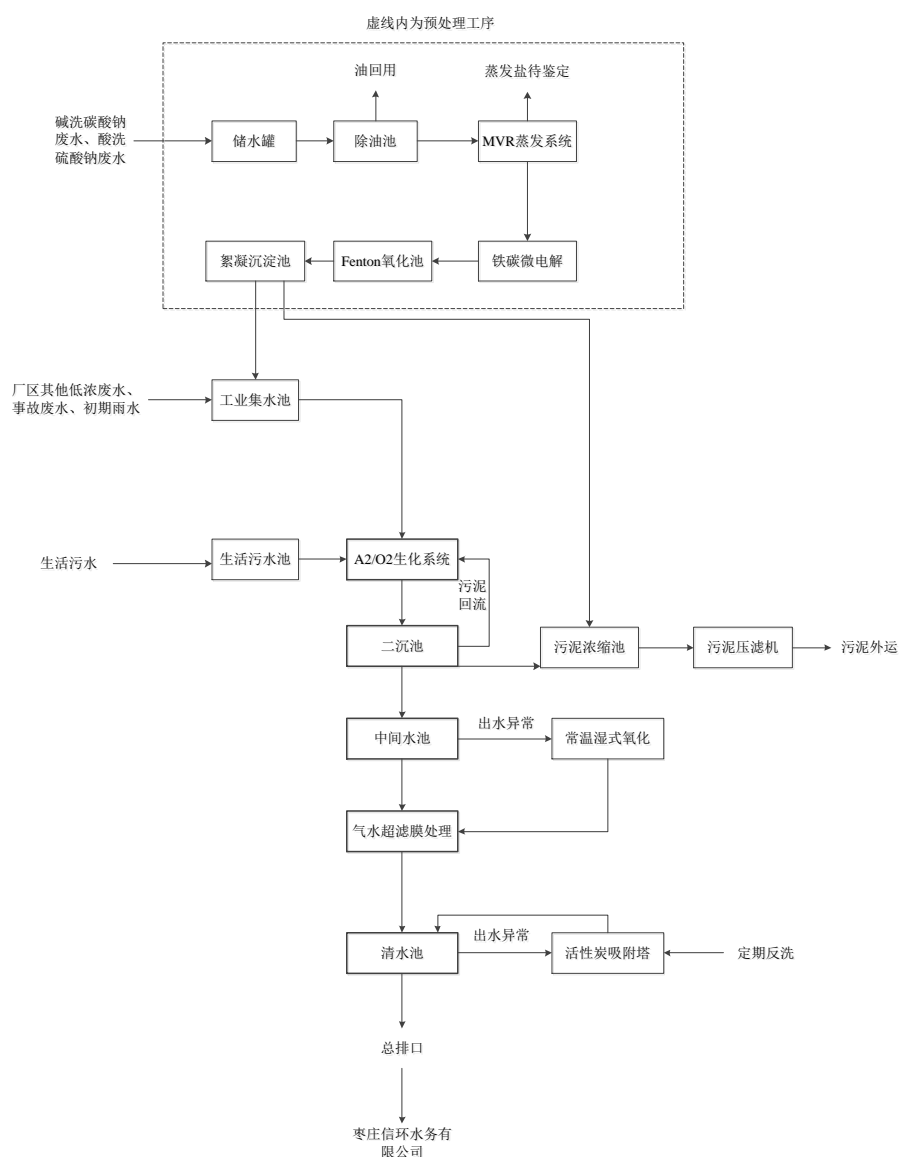 虚线内为预处理工序
油回用
蒸发盐待鉴定
碱洗碳酸钠
废水、酸洗
硫酸钠废水
储水罐
除油池
MVR蒸发系统
絮凝沉淀池
Fenton氧化池
铁碳微电解
厂区其他低浓废水、
事故废水、初期雨水
工业集水池
生活污水
生活污水池
A2/O2生化系统
污泥
回流
二沉池
污泥浓缩池
污泥压滤机
污泥外运
中间水池
出水异常
常温湿式氧化
气水超滤膜处理
清水池
出水异常
活性炭吸附塔
定期反洗
总排口
枣庄信环水务有
限公司